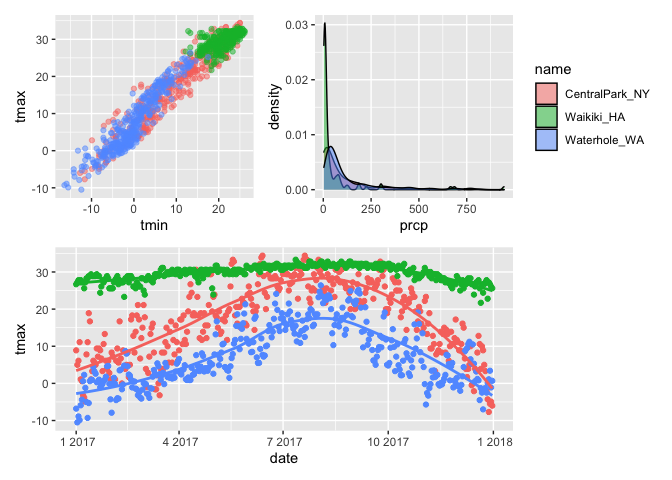 30
20
10
0
-10
tmax
-10
0
10
20
tmin
0.03
0.02
0.01
0.00
density
0
250
500
750
prcp
name
CentralPark_NY
Waikiki_HA
Waterhole_WA
30
20
10
0
-10
tmax
1 2017
4 2017
7 2017
10 2017
1 2018
date